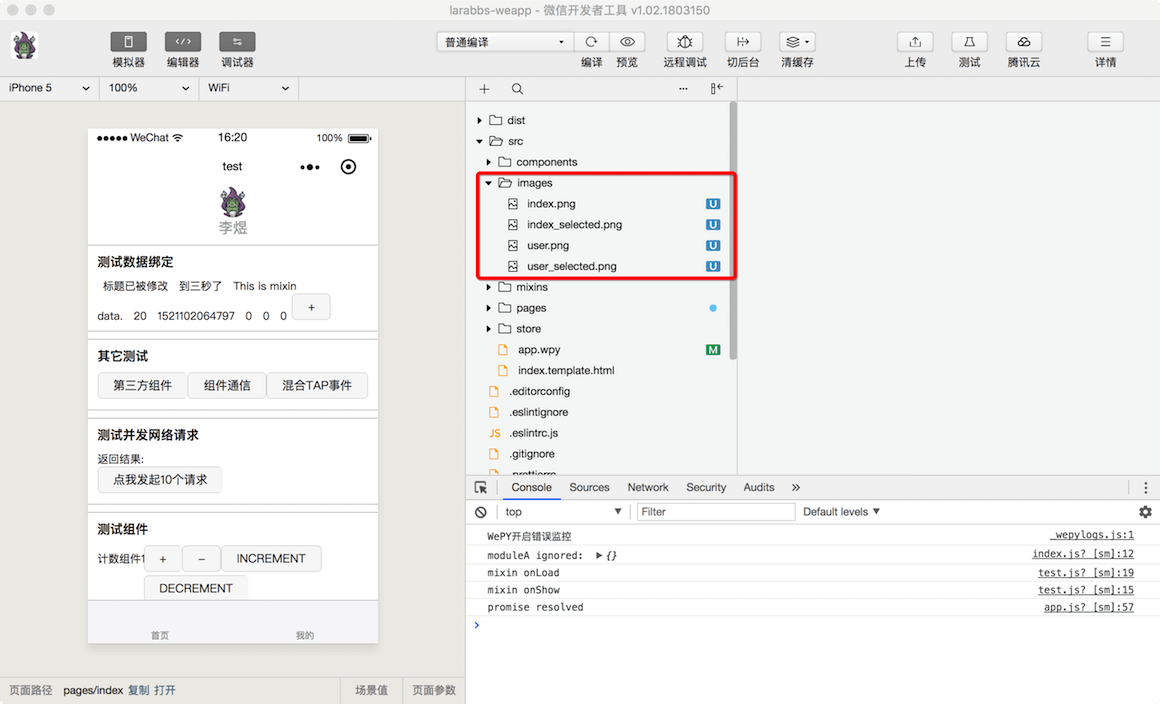 larabbs-weapp - 微信开发者工具 v1.02.1803150
模拟器 编辑器 调试器 普通编译 编译 预览 远程调试 切后台 清缓存 上传 测试 腾讯云 详情
iPhone 5 100% WiFi
WeChat 16:20 100%
test
李煜
测试数据绑定
标题已被修改 到三秒了 This is mixin
data. 20 1521102064797 0 0 0 +
其它测试
第三方组件 组件通信 混合TAP事件
测试并发网络请求
返回结果:
点我发起10个请求
测试组件
计数组件1 + − INCREMENT
DECREMENT
首页 我的
页面路径 pages/index 复制 打开 场景值 页面参数
dist
src
components
images
index.png U
index_selected.png U
user.png U
user_selected.png U
mixins
pages
store
app.wpy M
index.template.html
.editorconfig
.eslintignore
JS .eslintrc.js
.gitignore
.prettierrc
Console Sources Network Security Audits »
top Filter Default levels
WePY开启错误监控 _wepylogs.js:1
moduleA ignored: {} index.js? [sm]:12
mixin onLoad test.js? [sm]:19
mixin onShow test.js? [sm]:15
promise resolved app.js? [sm]:57